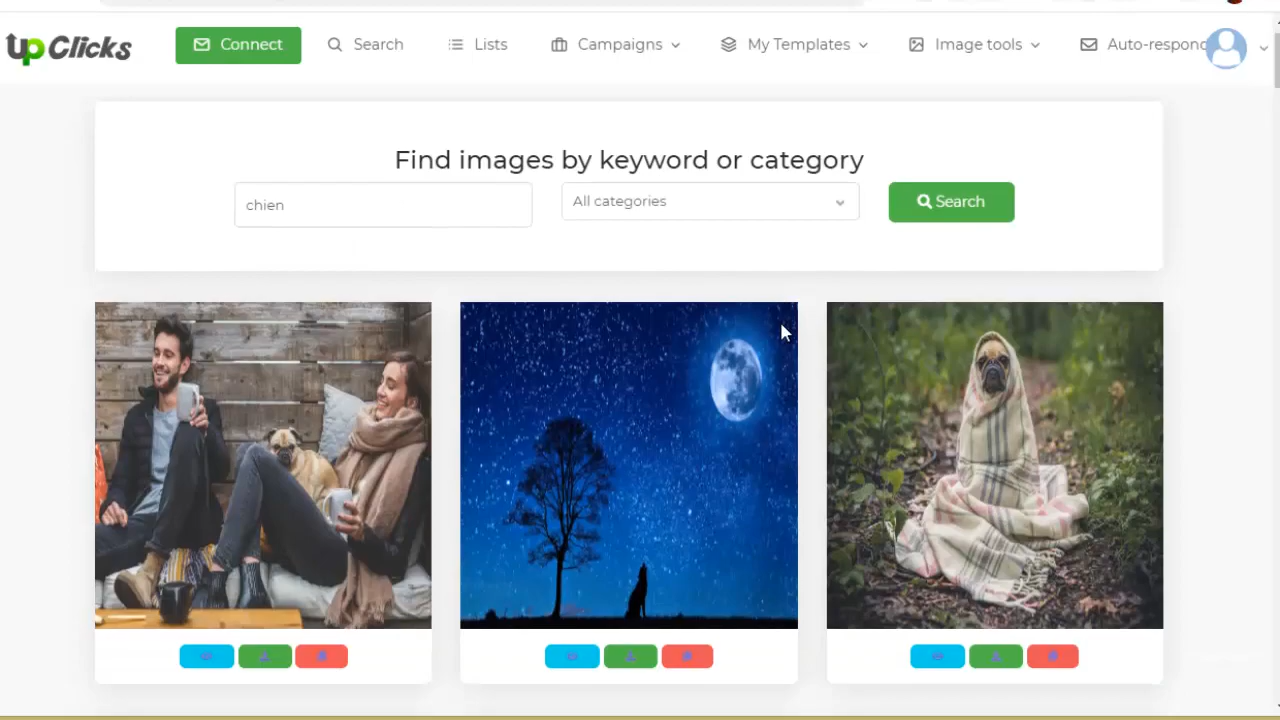 upClicks
Connect
Search
Lists
Campaigns
My Templates
Image tools
Auto-respond
Find images by keyword or category
chien
All categories
Search